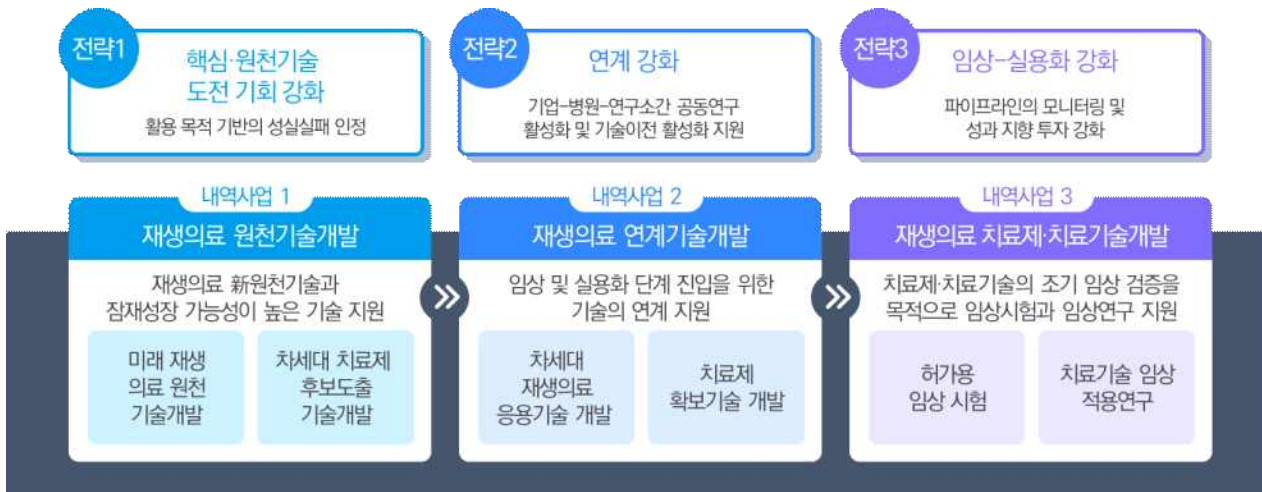 전략1
핵심·원천기술
도전 기회 강화
활용 목적 기반의 성실실패 인정
전략2
연계 강화
기업-병원-연구소간 공동연구
활성화 및 기술이전 활성화 지원
전략3
임상-실용화 강화
파이프라인의 모니터링 및
성과 지향 투자 강화
내역사업 1
재생의료 원천기술개발
재생의료 新원천기술과
잠재성장 가능성이 높은 기술 지원
미래 재생
의료 원천
기술개발
차세대 치료제
후보도출
기술개발
내역사업 2
재생의료 연계기술개발
임상 및 실용화 단계 진입을 위한
기술의 연계 지원
차세대
재생의료
응용기술 개발
치료제
확보기술 개발
내역사업 3
재생의료 치료제·치료기술개발
치료제·치료기술의 조기 임상 검증을
목적으로 임상시험과 임상연구 지원
허가용
임상 시험
치료기술 임상
적용연구